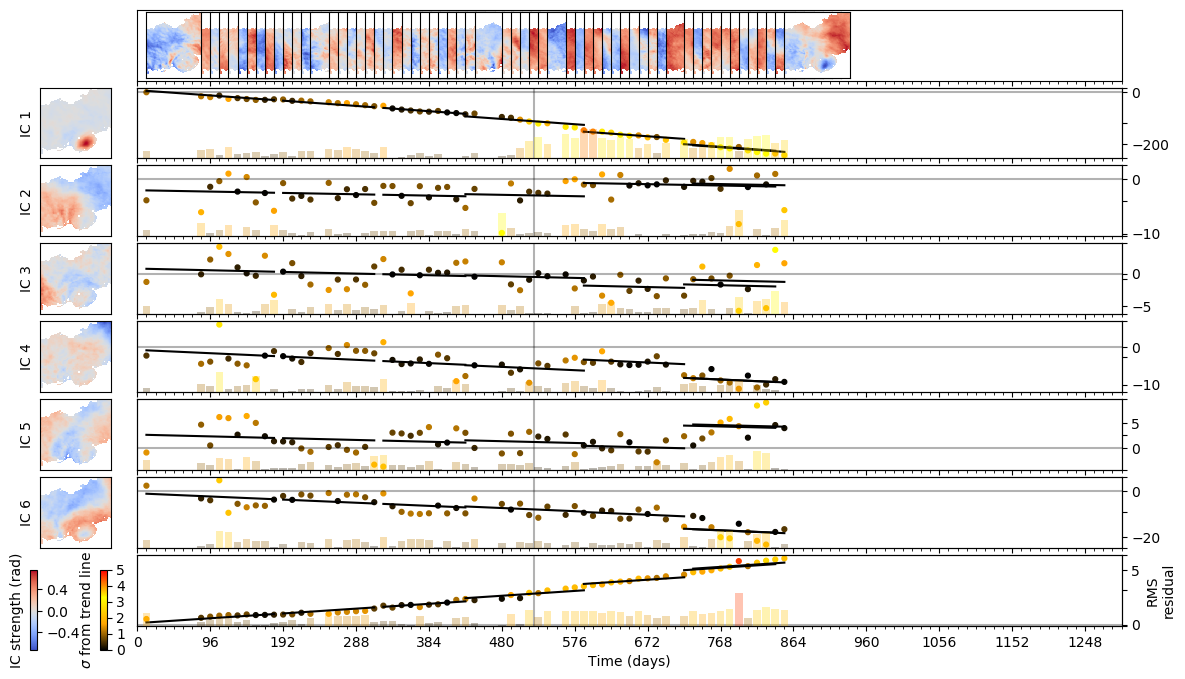 IC 1
0
−200
IC 2
0
−10
IC 3
0
−5
IC 4
0
−10
IC 5
5
0
IC 6
0
−20
IC strength (rad)
0.4
0.0
−0.4
σ from trend line
5
4
3
2
1
0
5
0
RMS
residual
0 96 192 288 384 480 576 672 768 864 960 1056 1152 1248
Time (days)